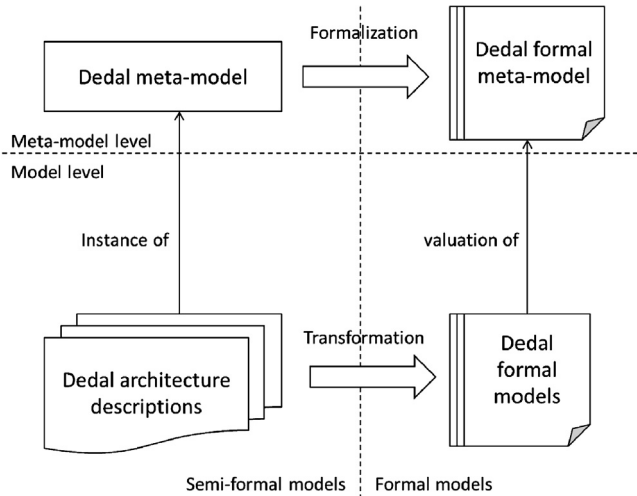 Formalization
Dedal meta-model
Dedal formal
meta-model
Meta-model level
Model level
Instance of
valuation of
Transformation
Dedal architecture
descriptions
Dedal
formal
models
Semi-formal models
Formal models